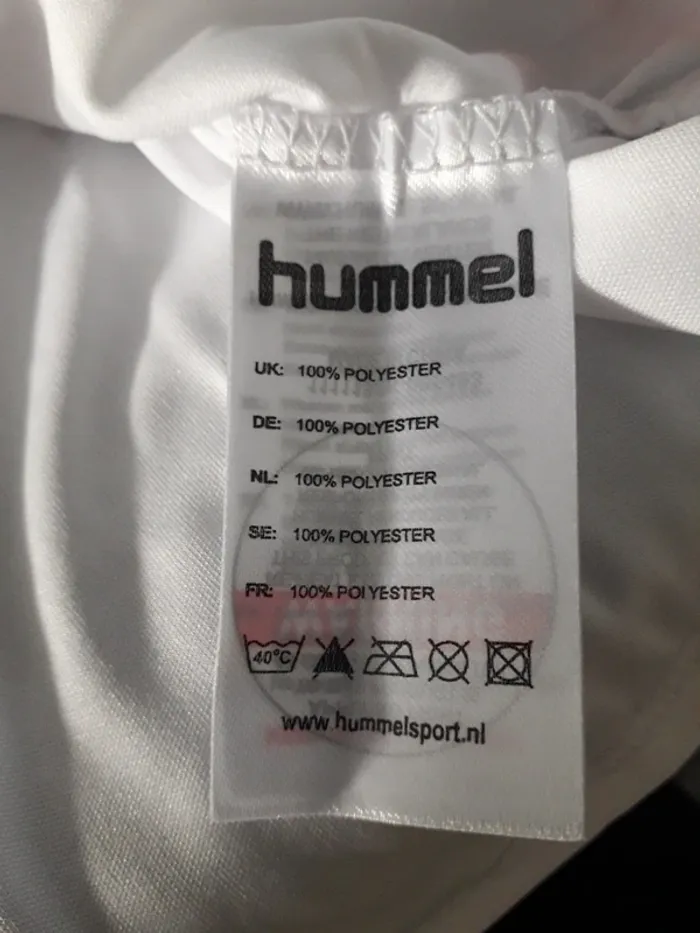 hummel
UK: 100% POLYESTER
DE: 100% POLYESTER
NL: 100% POLYESTER
SE: 100% POLYESTER
FR: 100% POLYESTER
40°C
www.hummelsport.nl